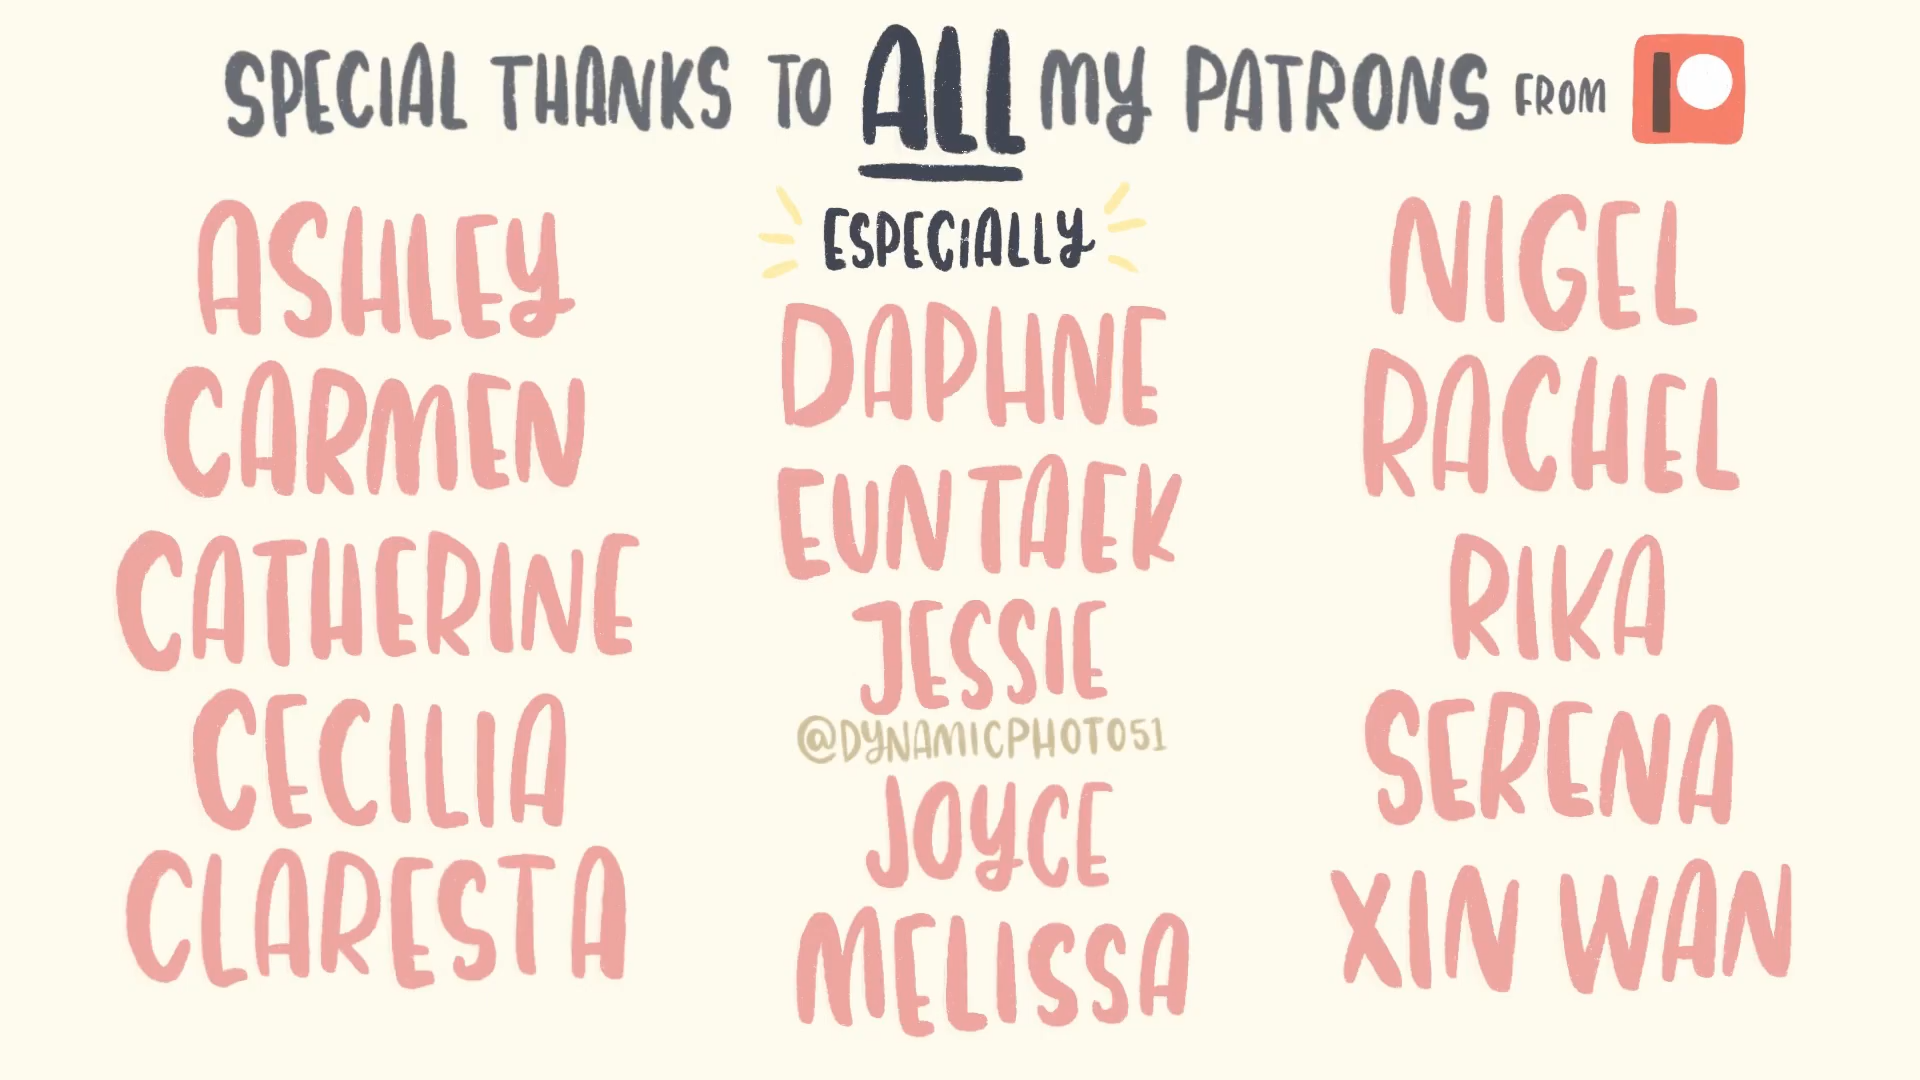 SPECIAL THANKS TO ALL MY PATRONS FROM
ESPECIALLY
ASHLEY
CARMEN
CATHERINE
CECILIA
CLARESTA
DAPHNE
EUNTAEK
JESSIE
@DYNAMICPHOTO51
JOYCE
MELISSA
NIGEL
RACHEL
RIKA
SERENA
XIN WAN